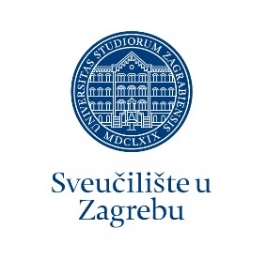 UNIVERSITAS STUDIORUM ZAGRABIENSIS
MDCLXIX
Sveučilište u
Zagrebu